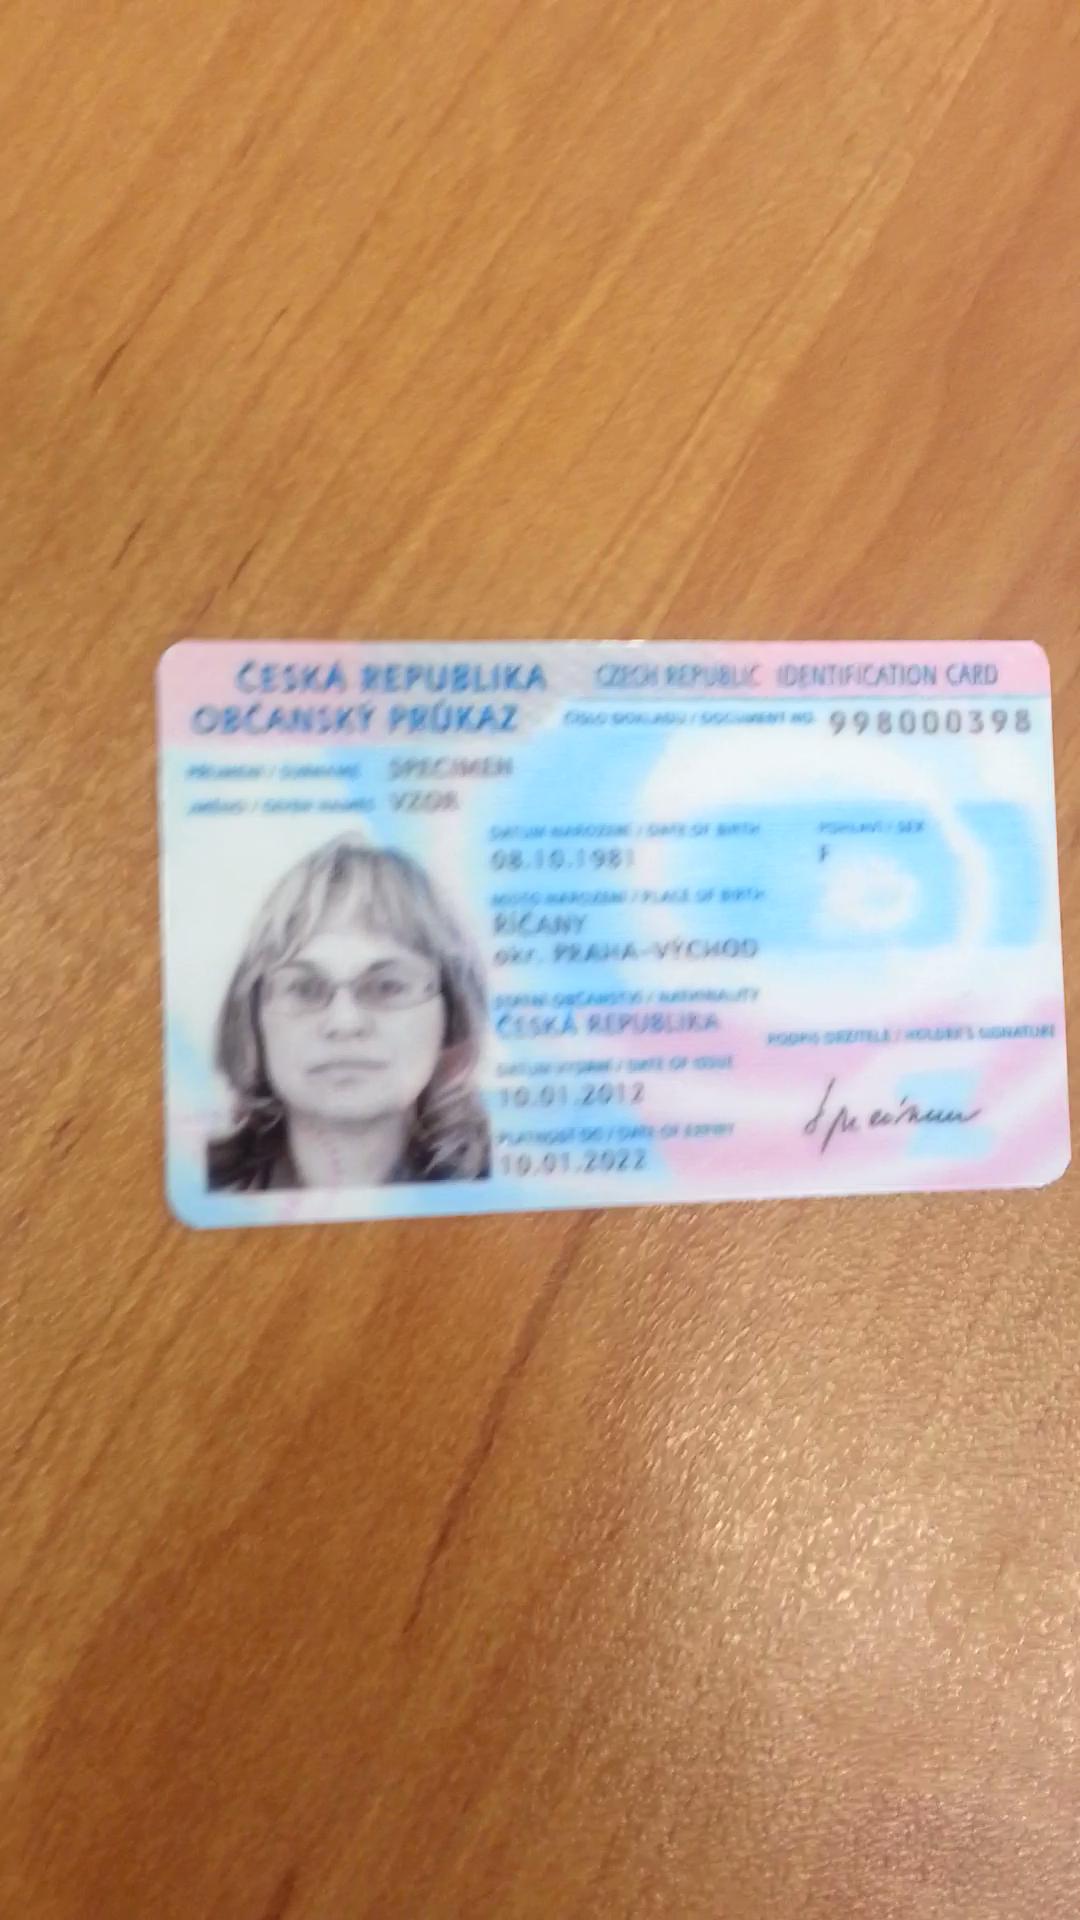 ČESKÁ REPUBLIKA CZECH REPUBLIC IDENTIFICATION CARD
OBČANSKÝ PRŮKAZ ČÍSLO DOKLADU / DOCUMENT NO. 998000398
PŘÍJMENÍ / SURNAME SPECIMEN
JMÉNO / GIVEN NAMES VZOR
DATUM NAROZENÍ / DATE OF BIRTH POHLAVÍ / SEX
08.10.1981 F
MÍSTO NAROZENÍ / PLACE OF BIRTH
ŘÍČANY
okr. PRAHA-VÝCHOD
STÁTNÍ OBČANSTVÍ / NATIONALITY
ČESKÁ REPUBLIKA
PODPIS DRŽITELE / HOLDER'S SIGNATURE
DATUM VYDÁNÍ / DATE OF ISSUE
10.01.2012
Specimen
PLATNOST DO / DATE OF EXPIRY
10.01.2022